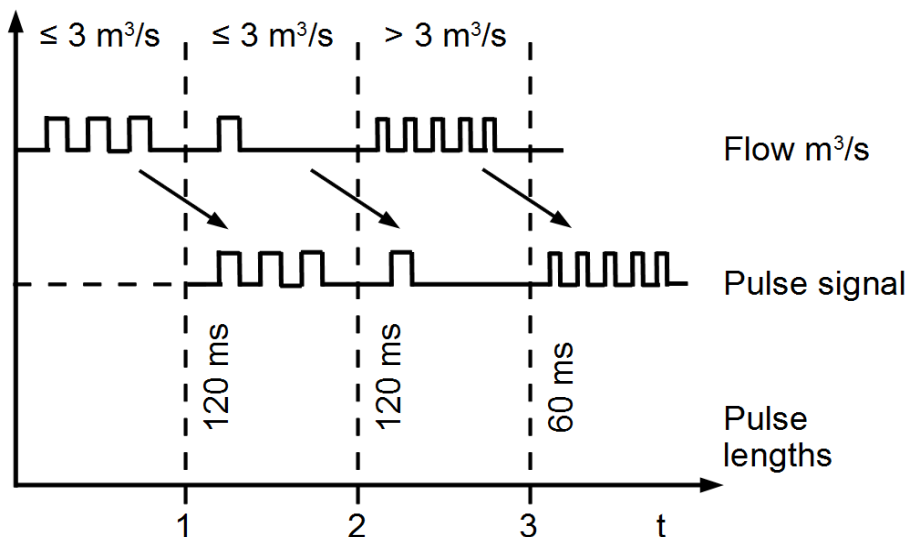 ≤ 3 m³/s ≤ 3 m³/s > 3 m³/s
Flow m³/s
Pulse signal
120 ms 120 ms 60 ms
Pulse
lengths
1 2 3 t